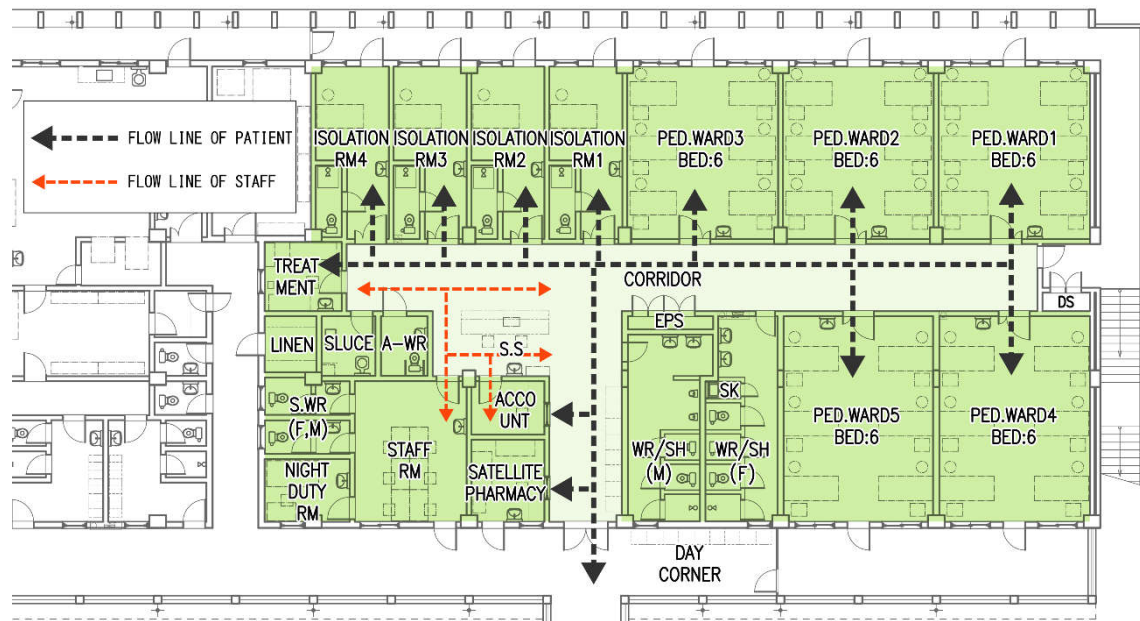 FLOW LINE OF PATIENT
FLOW LINE OF STAFF
ISOLATION
RM4
ISOLATION
RM3
ISOLATION
RM2
ISOLATION
RM1
PED.WARD3
BED:6
PED.WARD2
BED:6
PED.WARD1
BED:6
TREAT
MENT
CORRIDOR
DS
LINEN
SLUCE
A-WR
S.S
EPS
S.WR
(F,M)
STAFF
RM
ACCO
UNT
SK
WR/SH
(M)
WR/SH
(F)
PED.WARD5
BED:6
PED.WARD4
BED:6
NIGHT
DUTY
RM
SATELLITE
PHARMACY
DAY
CORNER